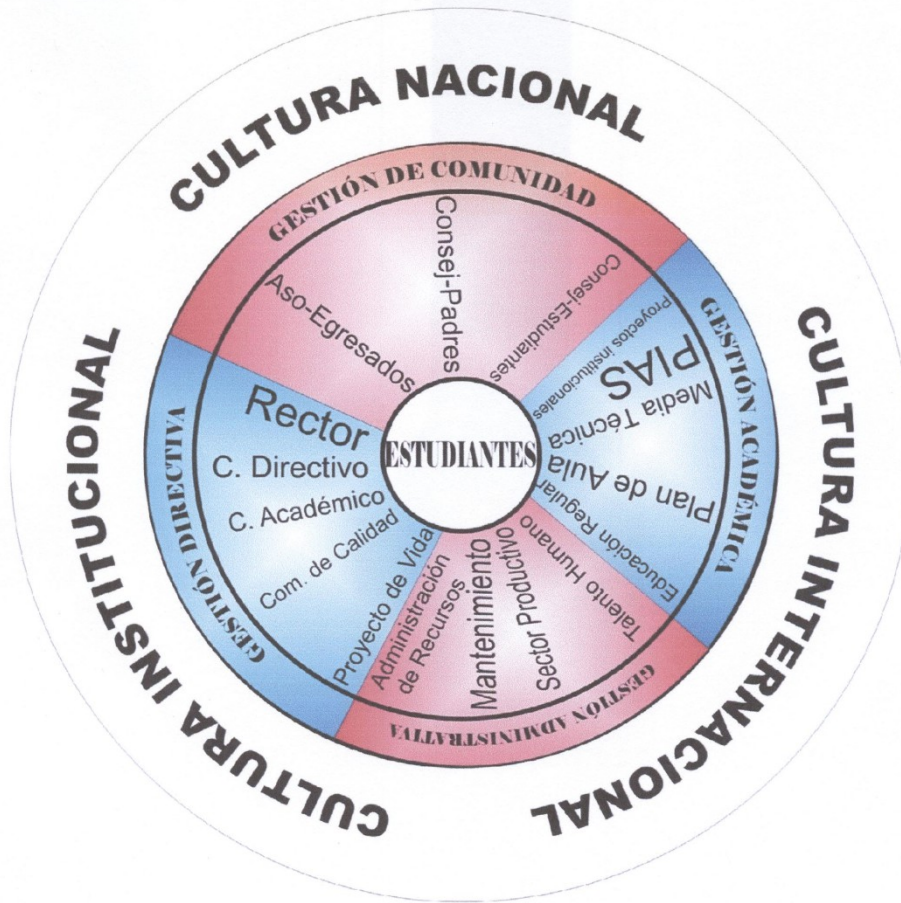 CULTURA NACIONAL
CULTURA INTERNACIONAL
CULTURA INSTITUCIONAL
GESTIÓN DE COMUNIDAD
Aso-Egresados
Consej-Padres
Consej-Estudiantes
GESTIÓN ACADÉMICA
Proyectos institucionales
PIAS
Media Técnica
Plan de Aula
Educación Regular
GESTIÓN ADMINISTRATIVA
Talento Humano
Sector Productivo
Mantenimiento
Administración
de Recursos
GESTIÓN DIRECTIVA
Rector
C. Directivo
C. Académico
Com. de Calidad
Proyecto de Vida
ESTUDIANTES